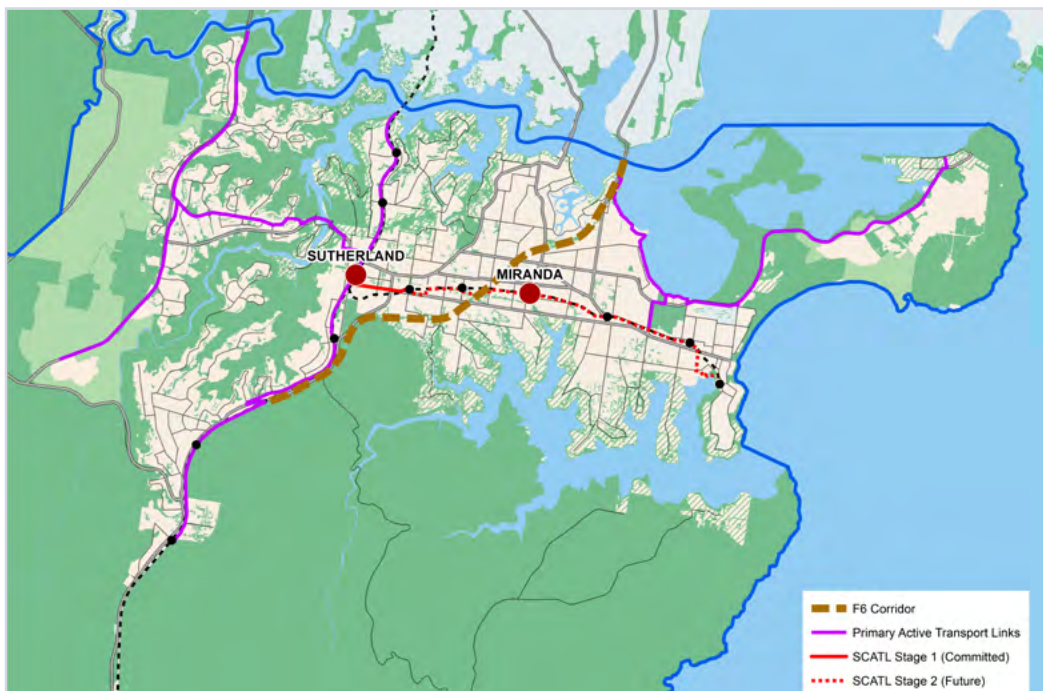 SUTHERLAND
MIRANDA
F6 Corridor
Primary Active Transport Links
SCATL Stage 1 (Committed)
SCATL Stage 2 (Future)